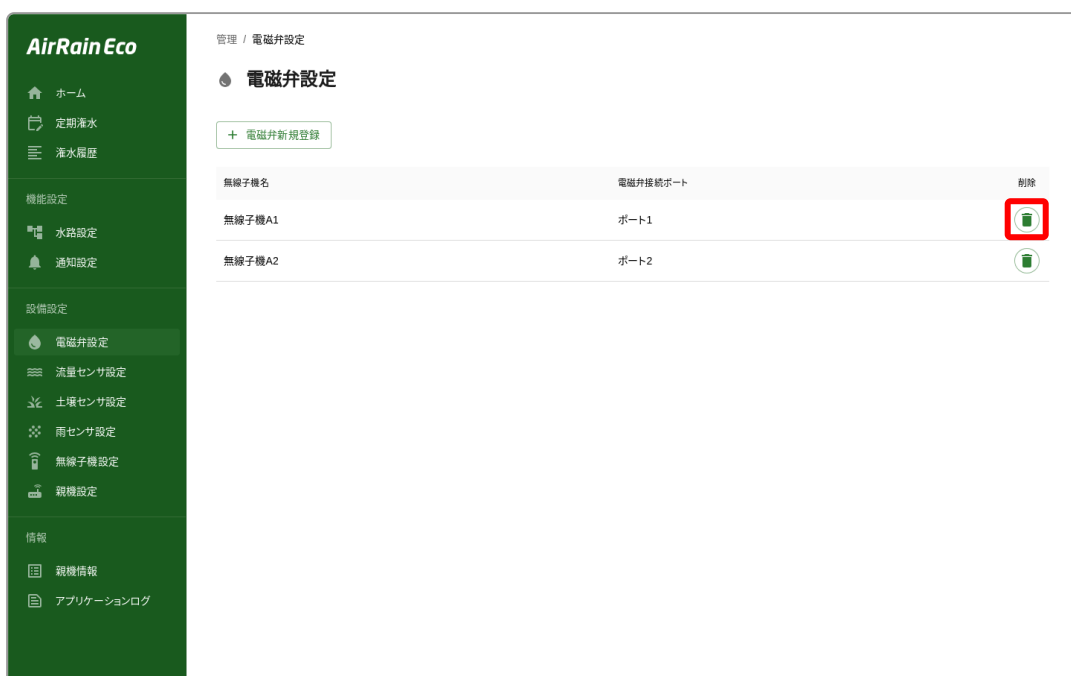 AirRain Eco
ホーム
定期潅水
潅水履歴
機能設定
水路設定
通知設定
設備設定
電磁弁設定
流量センサ設定
土壌センサ設定
雨センサ設定
無線子機設定
親機設定
情報
親機情報
アプリケーションログ
管理 / 電磁弁設定
電磁弁設定
+ 電磁弁新規登録
無線子機名 電磁弁接続ポート 削除
無線子機A1 ポート1
無線子機A2 ポート2